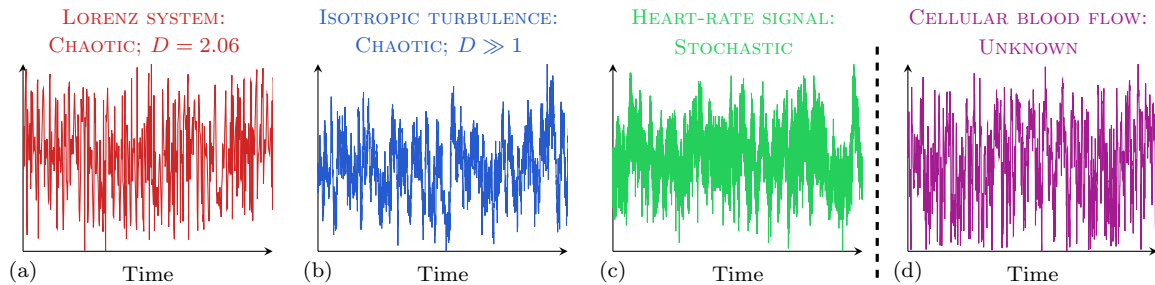 LORENZ SYSTEM:
CHAOTIC; D = 2.06
(a)
Time
ISOTROPIC TURBULENCE:
CHAOTIC; D ≫ 1
(b)
Time
HEART-RATE SIGNAL:
STOCHASTIC
(c)
Time
CELLULAR BLOOD FLOW:
UNKNOWN
(d)
Time